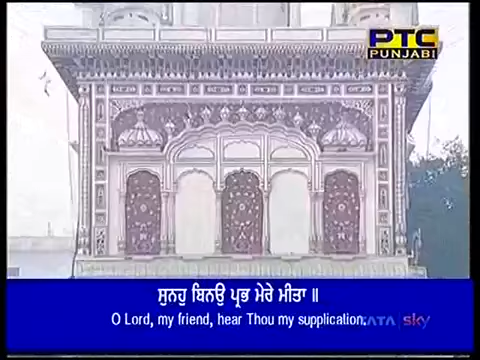 PTC
PUNJABI
ਸੁਨਹੁ ਬਿਨਉ ਪ੍ਰਭ ਮੇਰੇ ਮੀਤਾ ॥
O Lord, my friend, hear Thou my supplication.
TATA sky